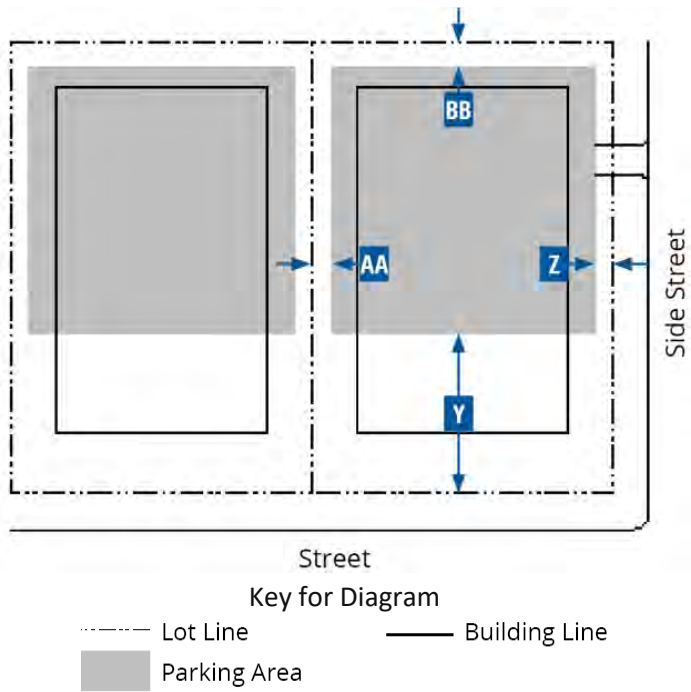 BB
AA
Z
Side Street
Y
Street
Key for Diagram
Lot Line
Building Line
Parking Area